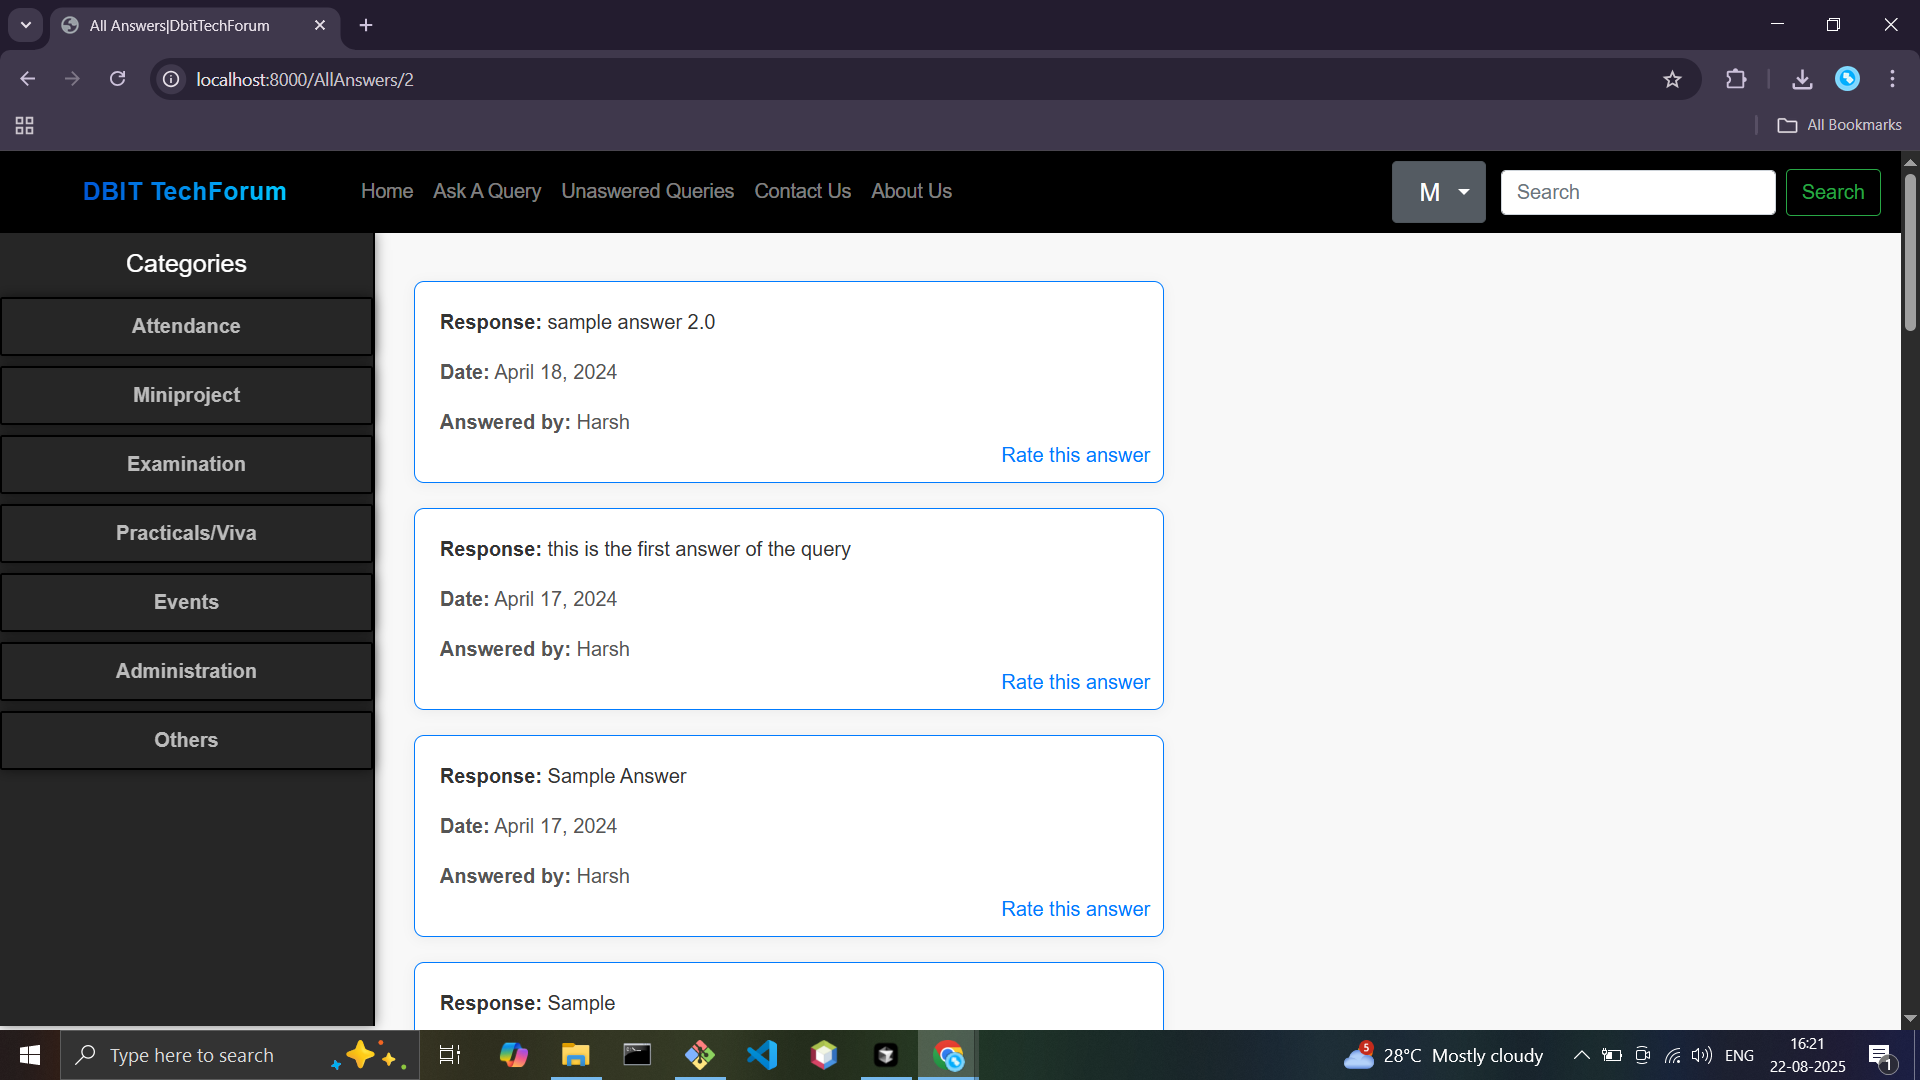 All Answers|DbitTechForum
localhost:8000/AllAnswers/2
All Bookmarks
DBIT TechForum
Home Ask A Query Unaswered Queries Contact Us About Us
M
Search
Search
Categories
Attendance
Miniproject
Examination
Practicals/Viva
Events
Administration
Others
Response: sample answer 2.0
Date: April 18, 2024
Answered by: Harsh
Rate this answer
Response: this is the first answer of the query
Date: April 17, 2024
Answered by: Harsh
Rate this answer
Response: Sample Answer
Date: April 17, 2024
Answered by: Harsh
Rate this answer
Response: Sample
Type here to search
5
28°C Mostly cloudy
ENG
16:21
22-08-2025
1